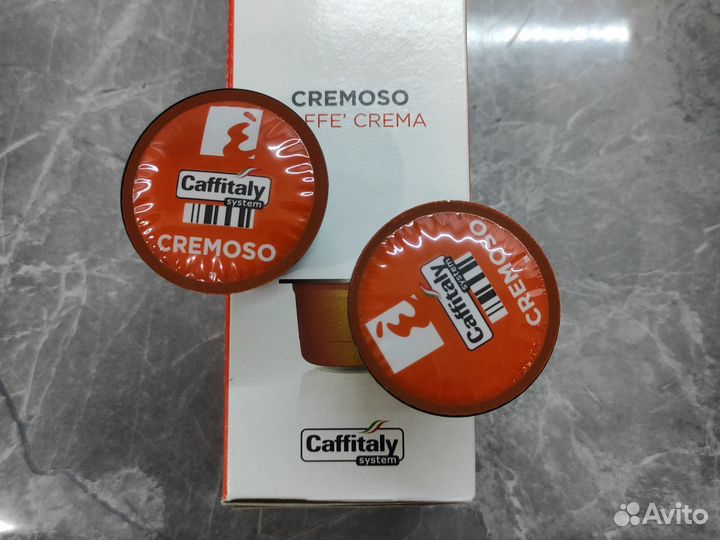 CREMOSO
FFE' CREMA
Caffitaly
system
CREMOSO
Caffitaly
system
CREMOSO
Caffitaly
system
Avito